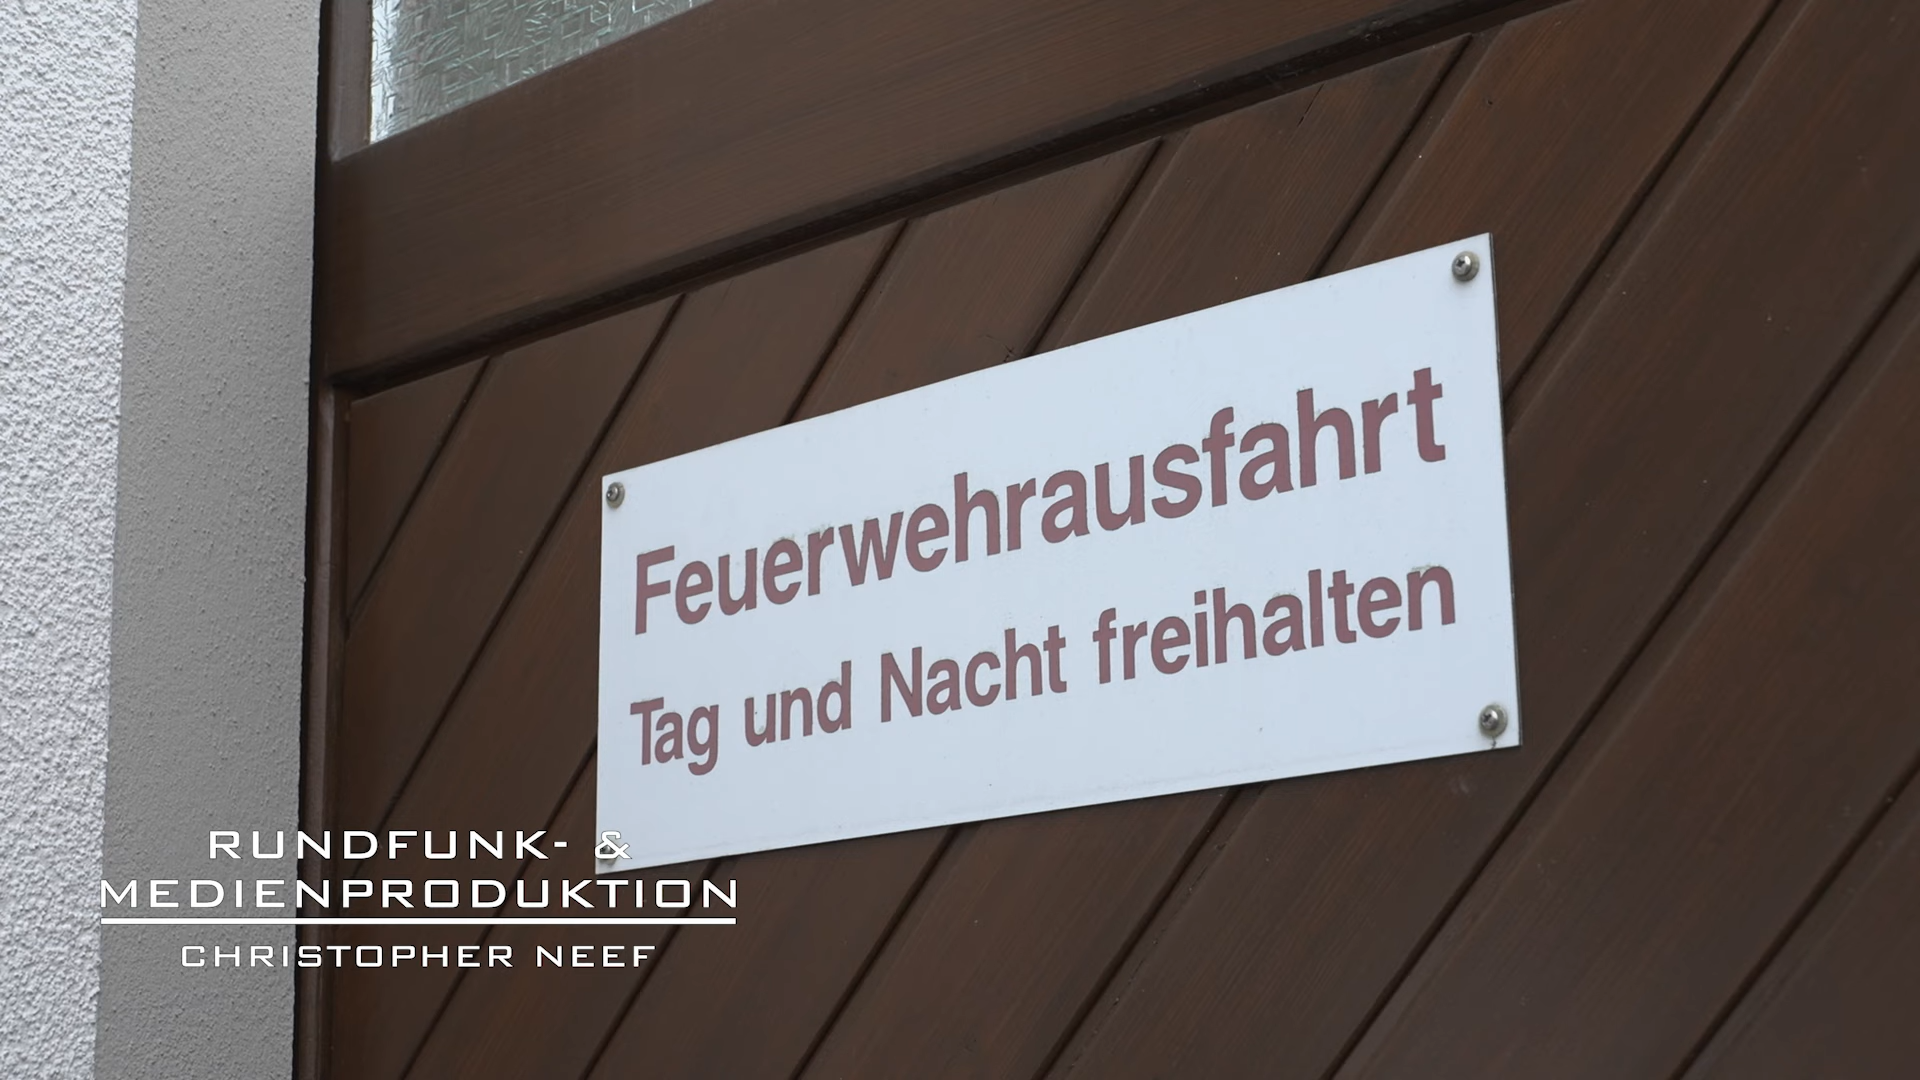 Feuerwehrausfahrt
Tag und Nacht freihalten
RUNDFUNK- &
MEDIENPRODUKTION
CHRISTOPHER NEEF